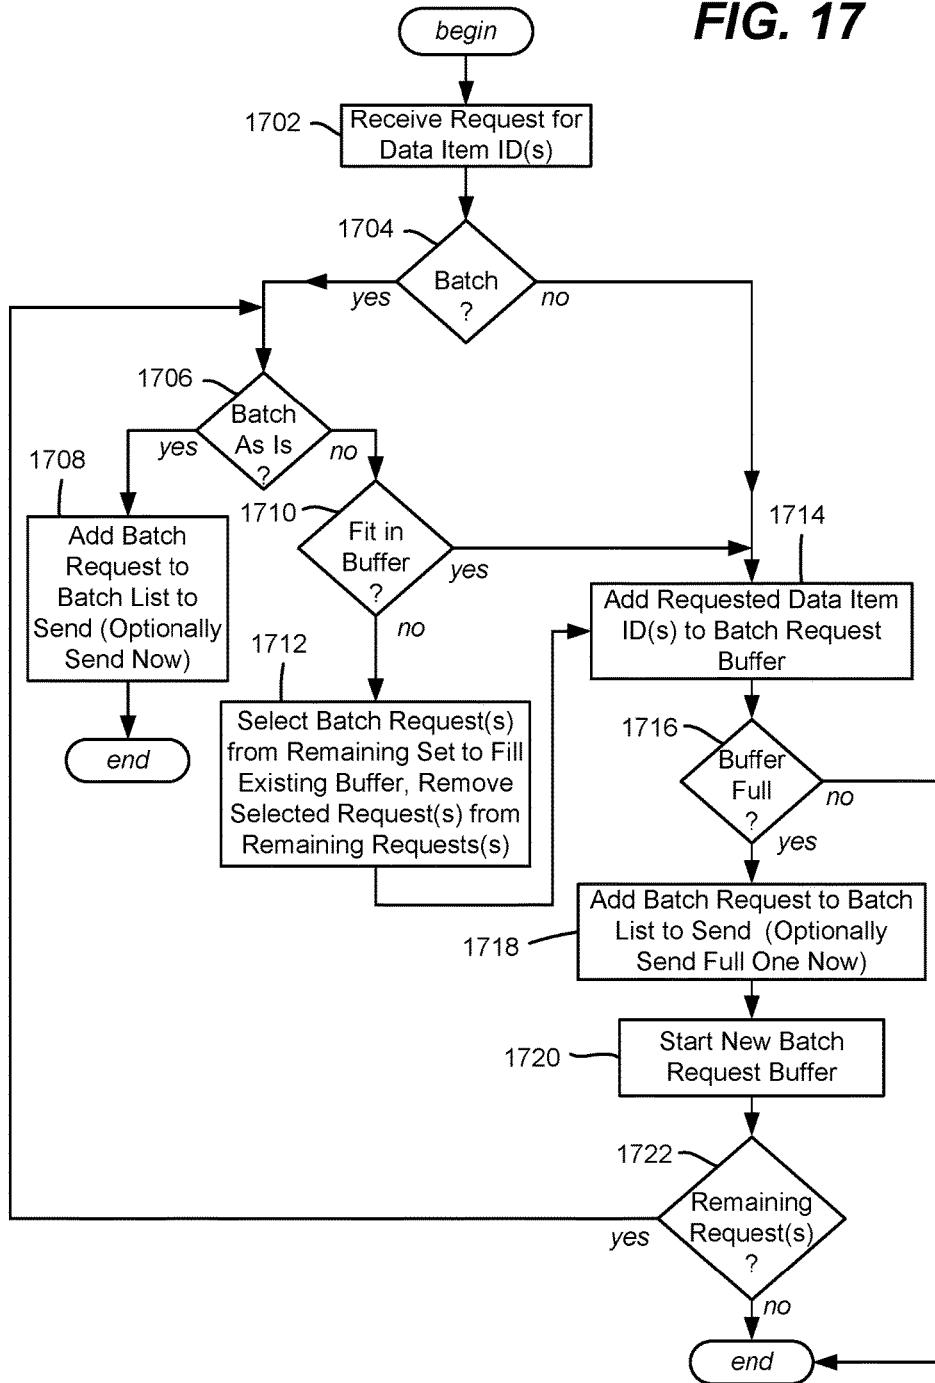 FIG. 17
begin
1702
Receive Request for
Data Item ID(s)
1704
Batch
?
yes
no
1706
Batch
As Is
?
yes
no
1708
Add Batch
Request to
Batch List to
Send (Optionally
Send Now)
end
1710
Fit in
Buffer
?
yes
no
1712
Select Batch Request(s)
from Remaining Set to Fill
Existing Buffer, Remove
Selected Request(s) from
Remaining Requests(s)
1714
Add Requested Data Item
ID(s) to Batch Request
Buffer
1716
Buffer
Full
?
no
yes
1718
Add Batch Request to Batch
List to Send (Optionally
Send Full One Now)
1720
Start New Batch
Request Buffer
1722
Remaining
Request(s)
?
yes
no
end